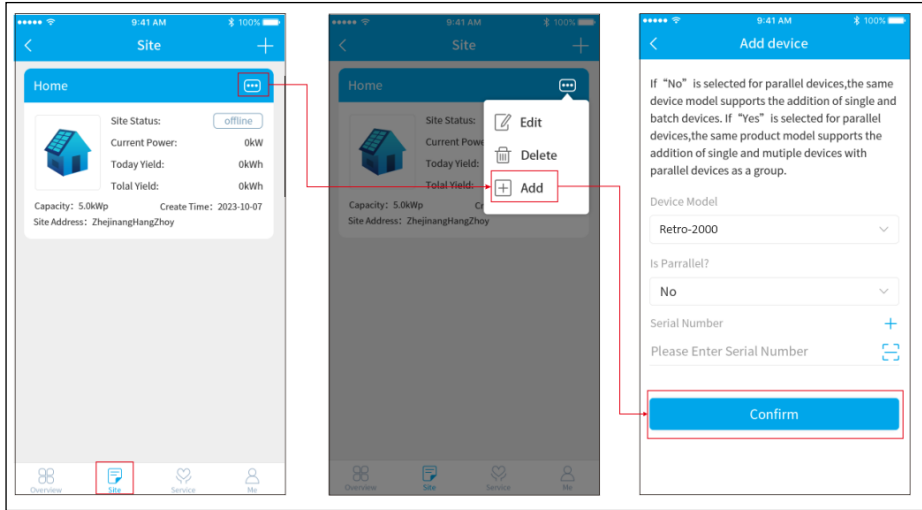 9:41 AM
100%
Site
Home
Site Status:
offline
Current Power:
0kW
Today Yield:
0kWh
Tolal Yield:
0kWh
Capacity: 5.0kWp
Create Time: 2023-10-07
Site Address: ZhejinangHangZhoy
Overview
Site
Service
Me
9:41 AM
100%
Site
Home
Site Status:
Current Powe
Today Yield:
Tolal Yield:
Capacity: 5.0kWp
Cr
Site Address: ZhejinangHangZhoy
Edit
Delete
Add
Overview
Site
Service
Me
9:41 AM
100%
Add device
If “No” is selected for parallel devices,the same
device model supports the addition of single and
batch devices. If “Yes” is selected for parallel
devices,the same product model supports the
addition of single and mutiple devices with
parallel devices as a group.
Device Model
Retro-2000
Is Parrallel?
No
Serial Number
Please Enter Serial Number
Confirm